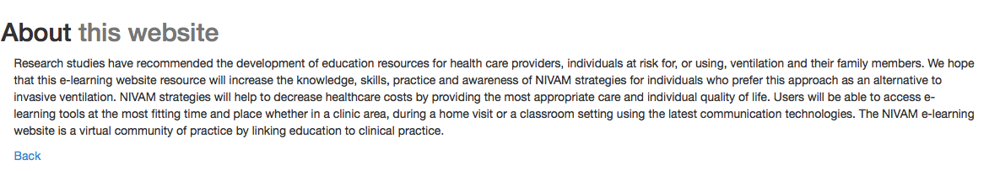 About this website
Research studies have recommended the development of education resources for health care providers, individuals at risk for, or using, ventilation and their family members. We hope
that this e-learning website resource will increase the knowledge, skills, practice and awareness of NIVAM strategies for individuals who prefer this approach as an alternative to
invasive ventilation. NIVAM strategies will help to decrease healthcare costs by providing the most appropriate care and individual quality of life. Users will be able to access e-
learning tools at the most fitting time and place whether in a clinic area, during a home visit or a classroom setting using the latest communication technologies. The NIVAM e-learning
website is a virtual community of practice by linking education to clinical practice.
Back